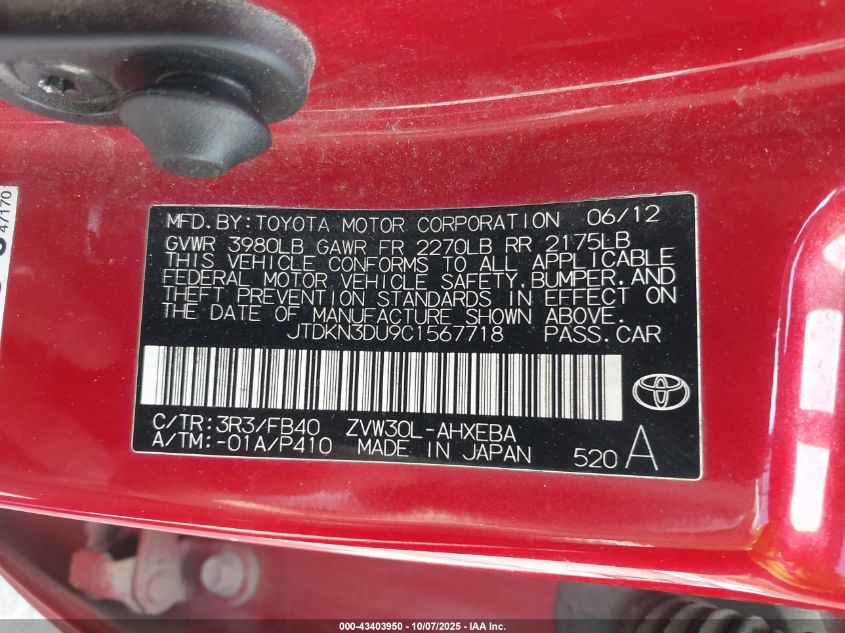 47170
MFD.BY:TOYOTA MOTOR CORPORATION 06/12
GVWR 3980LB GAWR FR 2270LB RR 2175LB
THIS VEHICLE CONFORMS TO ALL APPLICABLE
FEDERAL MOTOR VEHICLE SAFETY,BUMPER,AND
THEFT PREVENTION STANDARDS IN EFFECT ON
THE DATE OF MANUFACTURE SHOWN ABOVE.
JTDKN3DU9C1567718 PASS.CAR
C/TR:3R3/FB40 ZVW30L-AHXEBA
A/TM:-01A/P410 MADE IN JAPAN 520 A
000-43403950 - 10/07/2025 - IAA Inc.